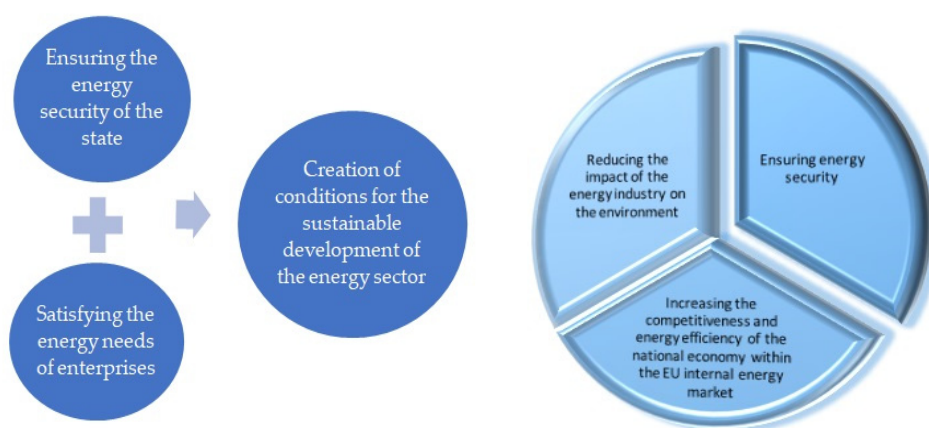 Ensuring the
energy
security of the
state
Satisfying the
energy needs
of enterprises
Creation of
conditions for the
sustainable
development of
the energy sector
Reducing the
impact of the
energy industry on
the environment
Ensuring energy
security
Increasing the
competitiveness and
energy efficiency of the
national economy within
the EU internal energy
market